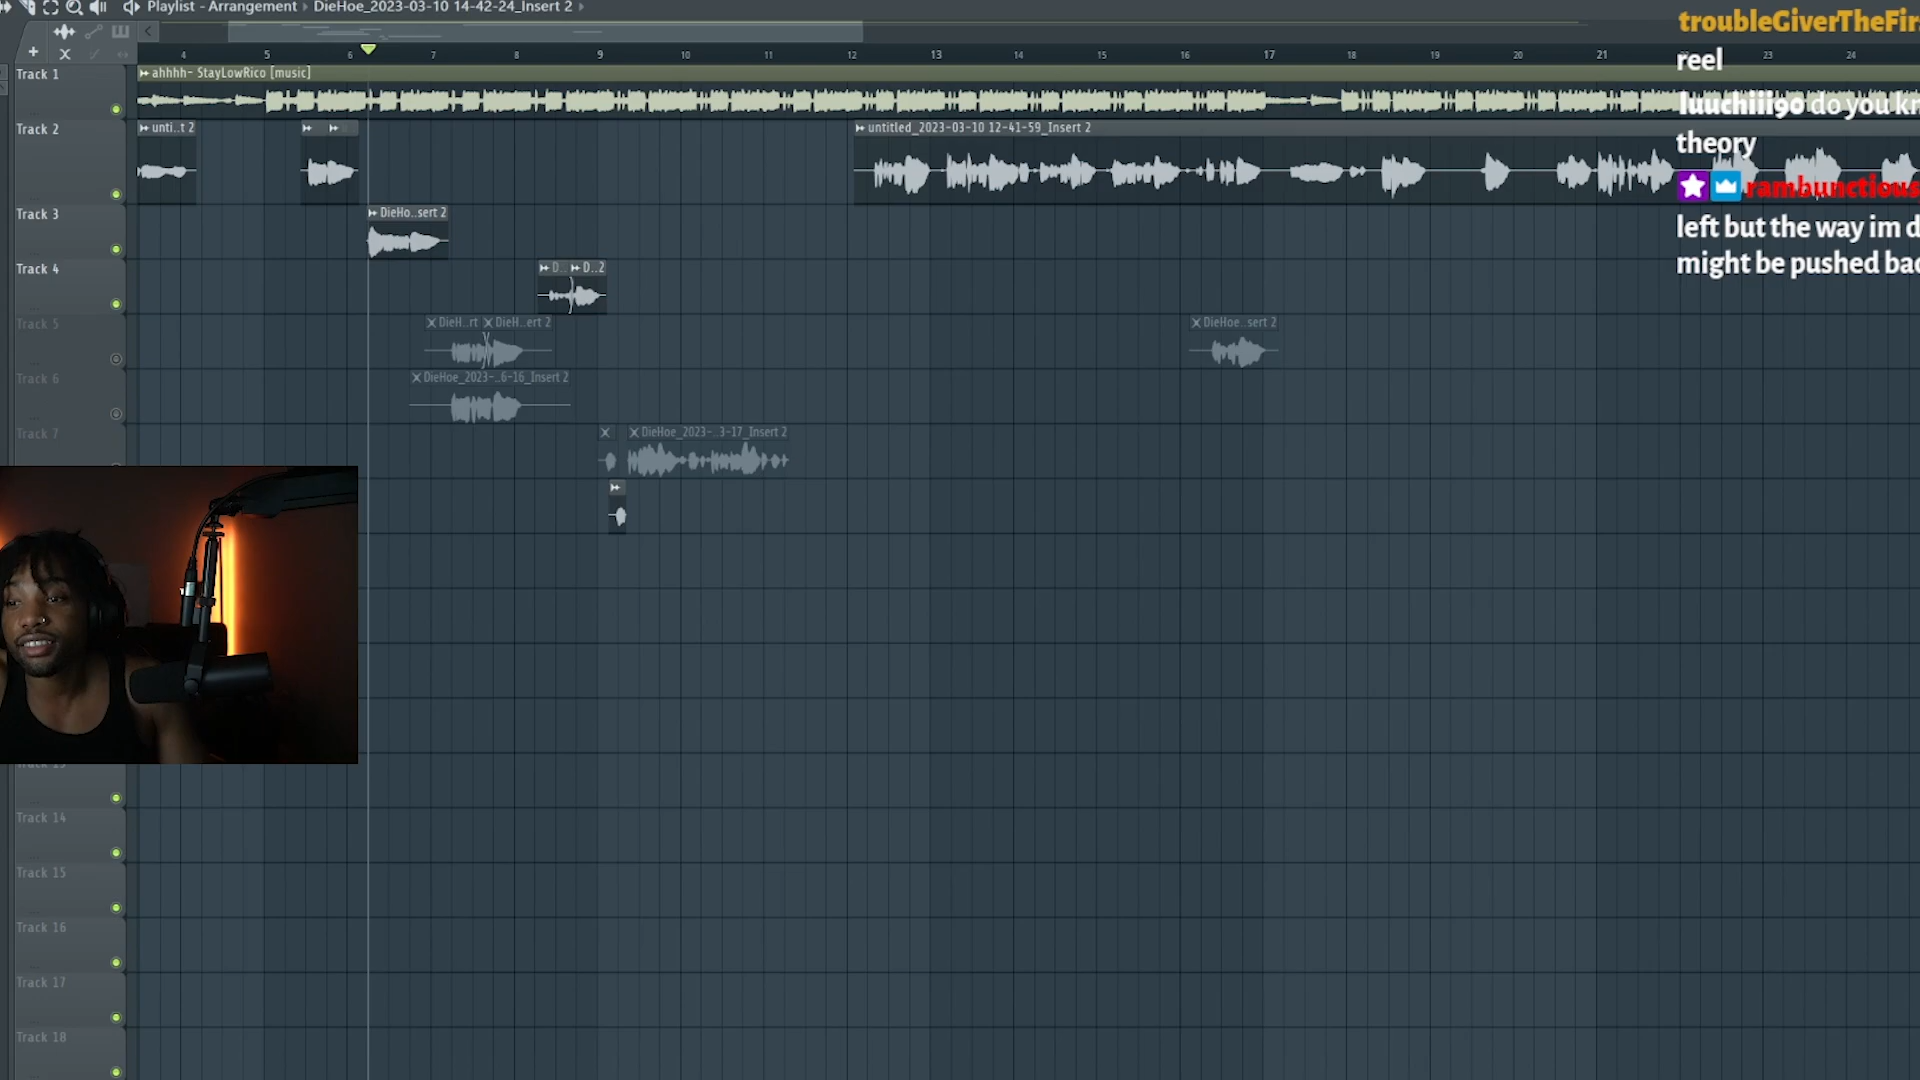 Playlist - Arrangement › DieHoe_2023-03-10 14-42-24_Insert 2 ›
4 5 6 7 8 9 10 11 12 13 14 15 16 17 18 19 20 21 23 24
Track 1
ahhhh- StayLowRico [music]
Track 2
unti..t 2
untitled_2023-03-10 12-41-59_Insert 2
Track 3
DieHo..sert 2
Track 4
D..
D..2
Track 5
DieH..rt
DieH..ert 2
DieHoe..sert 2
Track 6
DieHoe_2023-..6-16_Insert 2
Track 7
DieHoe_2023-..3-17_Insert 2
Track 14
Track 15
Track 16
Track 17
Track 18
troubleGiverTheFir
reel
luuchiii90 do you kn
theory
rambunctious
left but the way im d
might be pushed bac